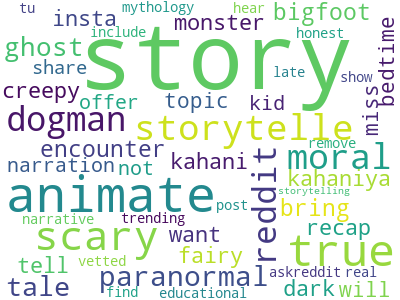 tu mythology hear
insta monster bigfoot
include honest
ghost story bedtime
share late show
creepy offer topic kid miss
dogman storytelle
encounter remove moral
narration not kahani reddit kahaniya
animate bring
narrative trending post recap
scary want askreddit real
tell vetted fairy true
paranormal storytelling
tale find educational dark will